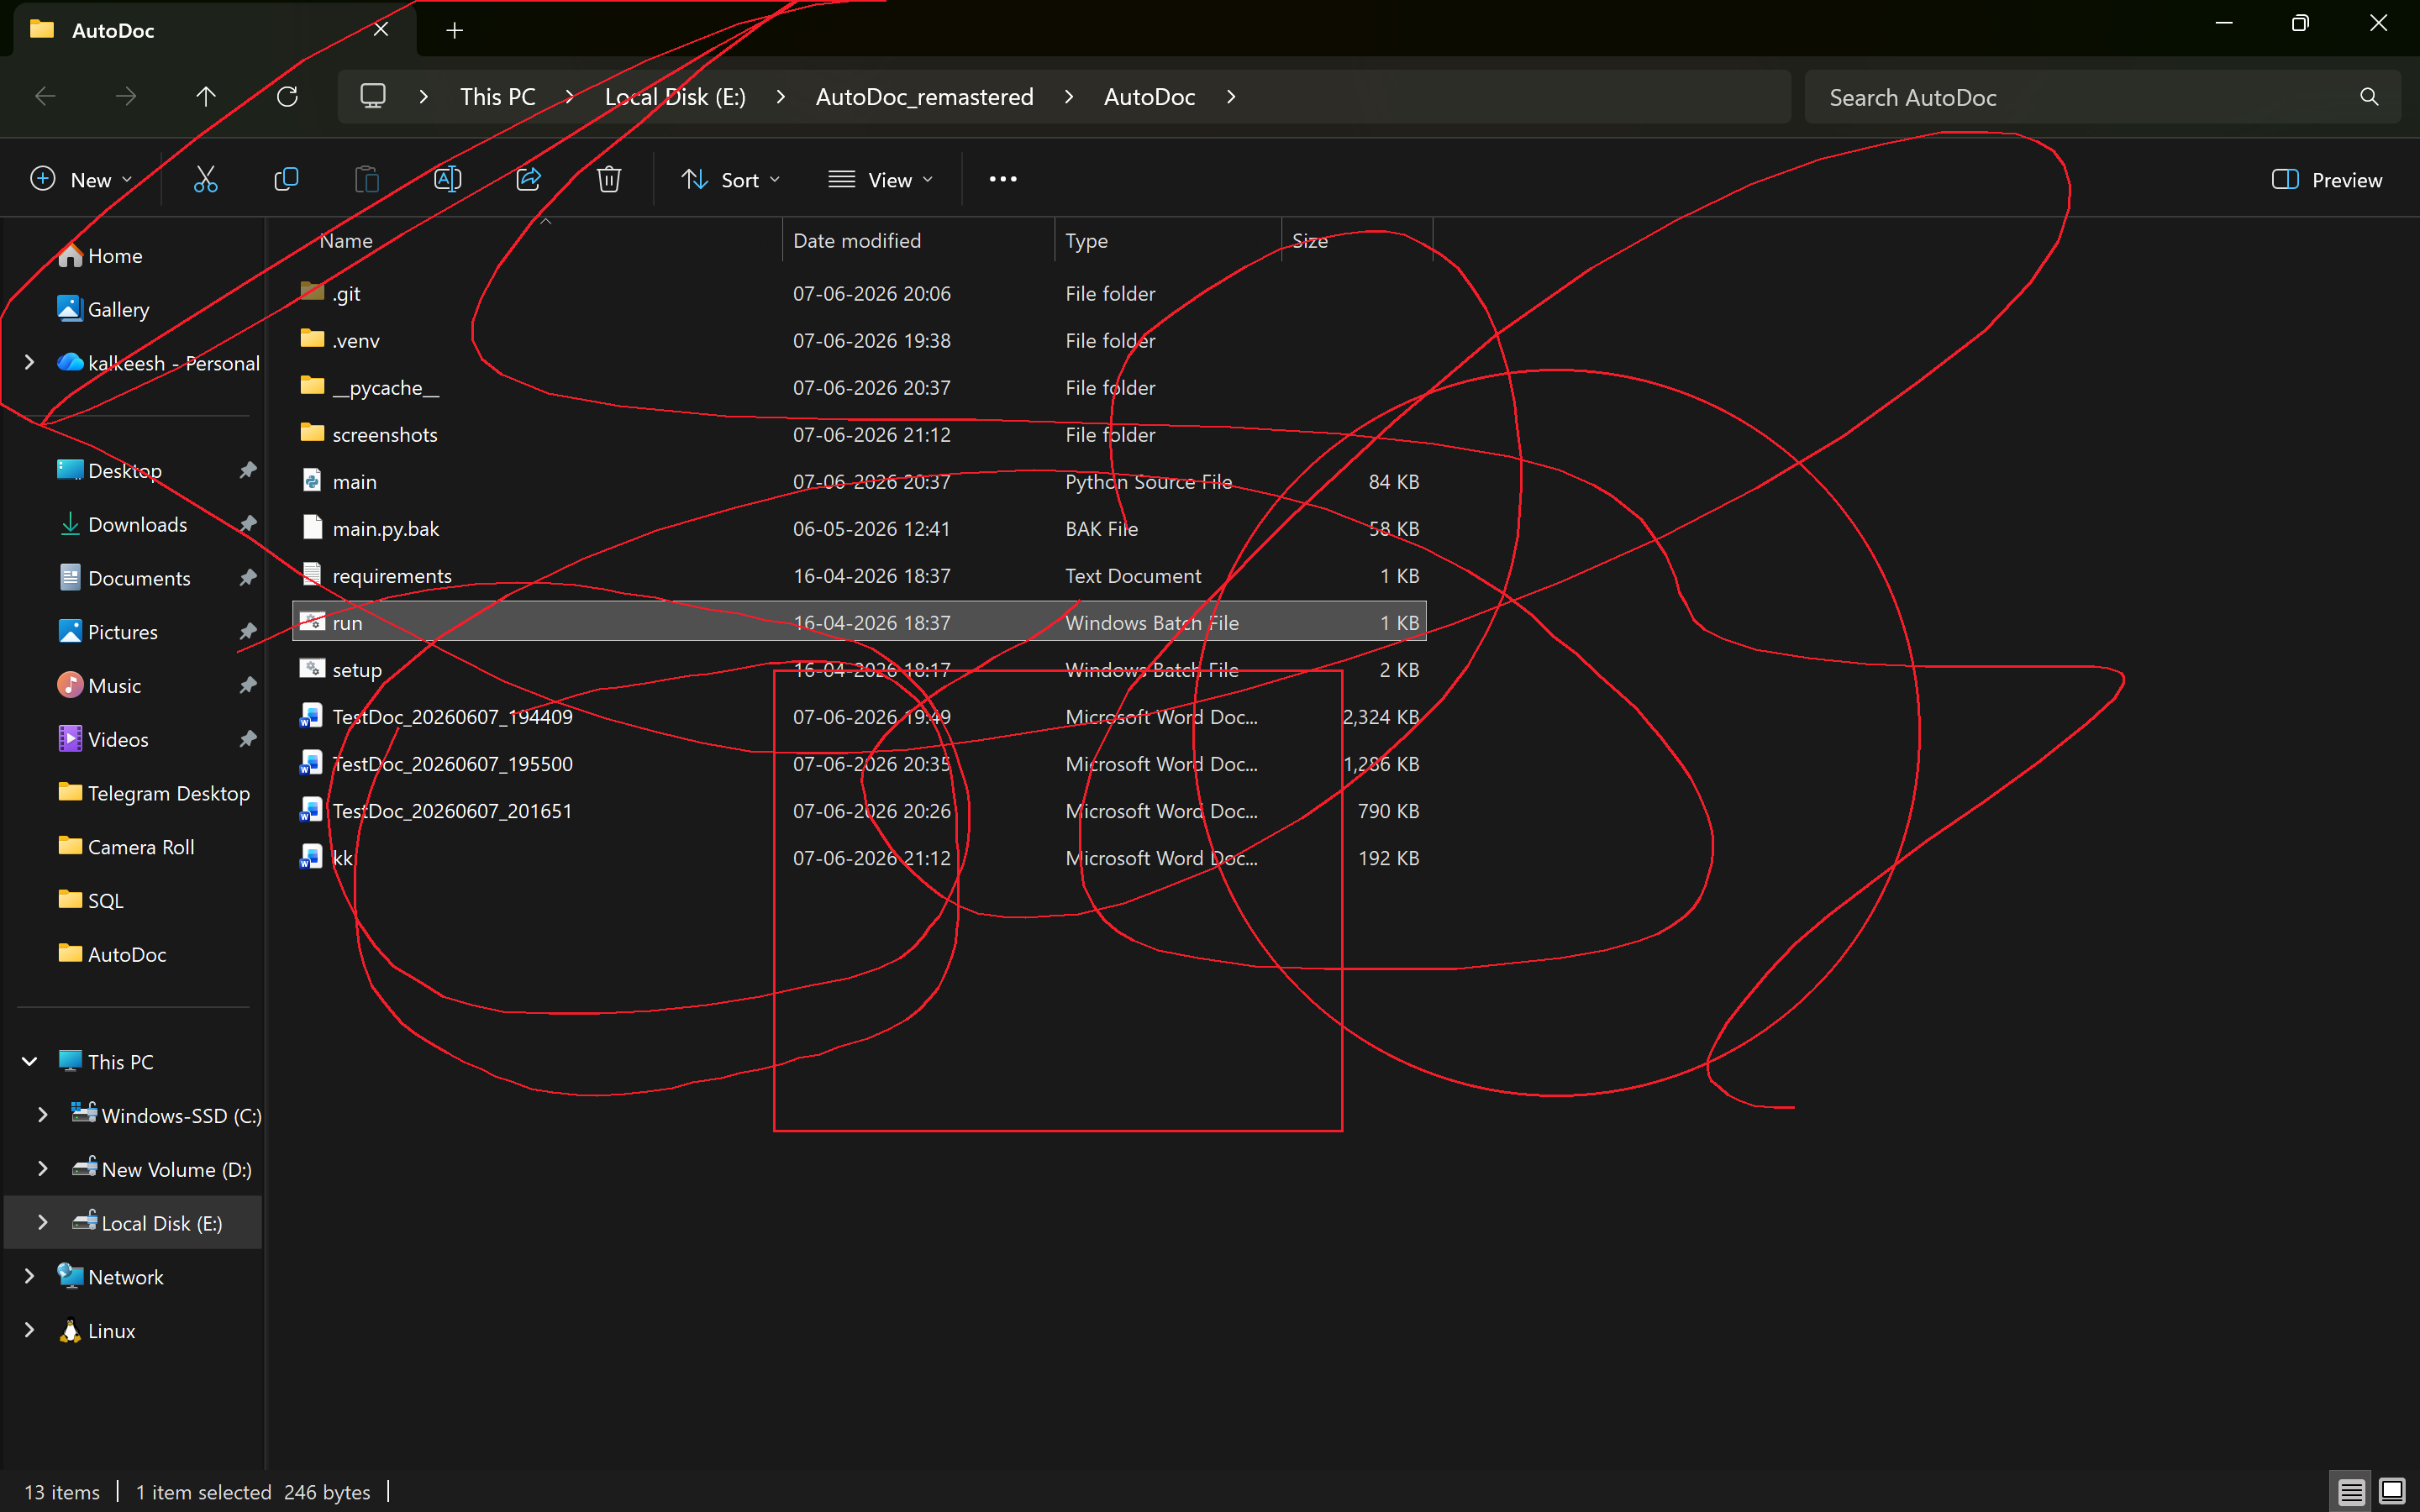 AutoDoc
This PC Local Disk (E:) AutoDoc_remastered AutoDoc
Search AutoDoc
New Sort View Preview
Name Date modified Type Size
Home
Gallery
kalkeesh - Personal
Desktop
Downloads
Documents
Pictures
Music
Videos
Telegram Desktop
Camera Roll
SQL
AutoDoc
This PC
Windows-SSD (C:)
New Volume (D:)
Local Disk (E:)
Network
Linux
.git 07-06-2026 20:06 File folder
.venv 07-06-2026 19:38 File folder
__pycache__ 07-06-2026 20:37 File folder
screenshots 07-06-2026 21:12 File folder
main 07-06-2026 20:37 Python Source File 84 KB
main.py.bak 06-05-2026 12:41 BAK File 58 KB
requirements 16-04-2026 18:37 Text Document 1 KB
run 16-04-2026 18:37 Windows Batch File 1 KB
setup 16-04-2026 18:17 Windows Batch File 2 KB
TestDoc_20260607_194409 07-06-2026 19:49 Microsoft Word Doc... 2,324 KB
TestDoc_20260607_195500 07-06-2026 20:35 Microsoft Word Doc... 1,286 KB
TestDoc_20260607_201651 07-06-2026 20:26 Microsoft Word Doc... 790 KB
kk 07-06-2026 21:12 Microsoft Word Doc... 192 KB
13 items 1 item selected 246 bytes